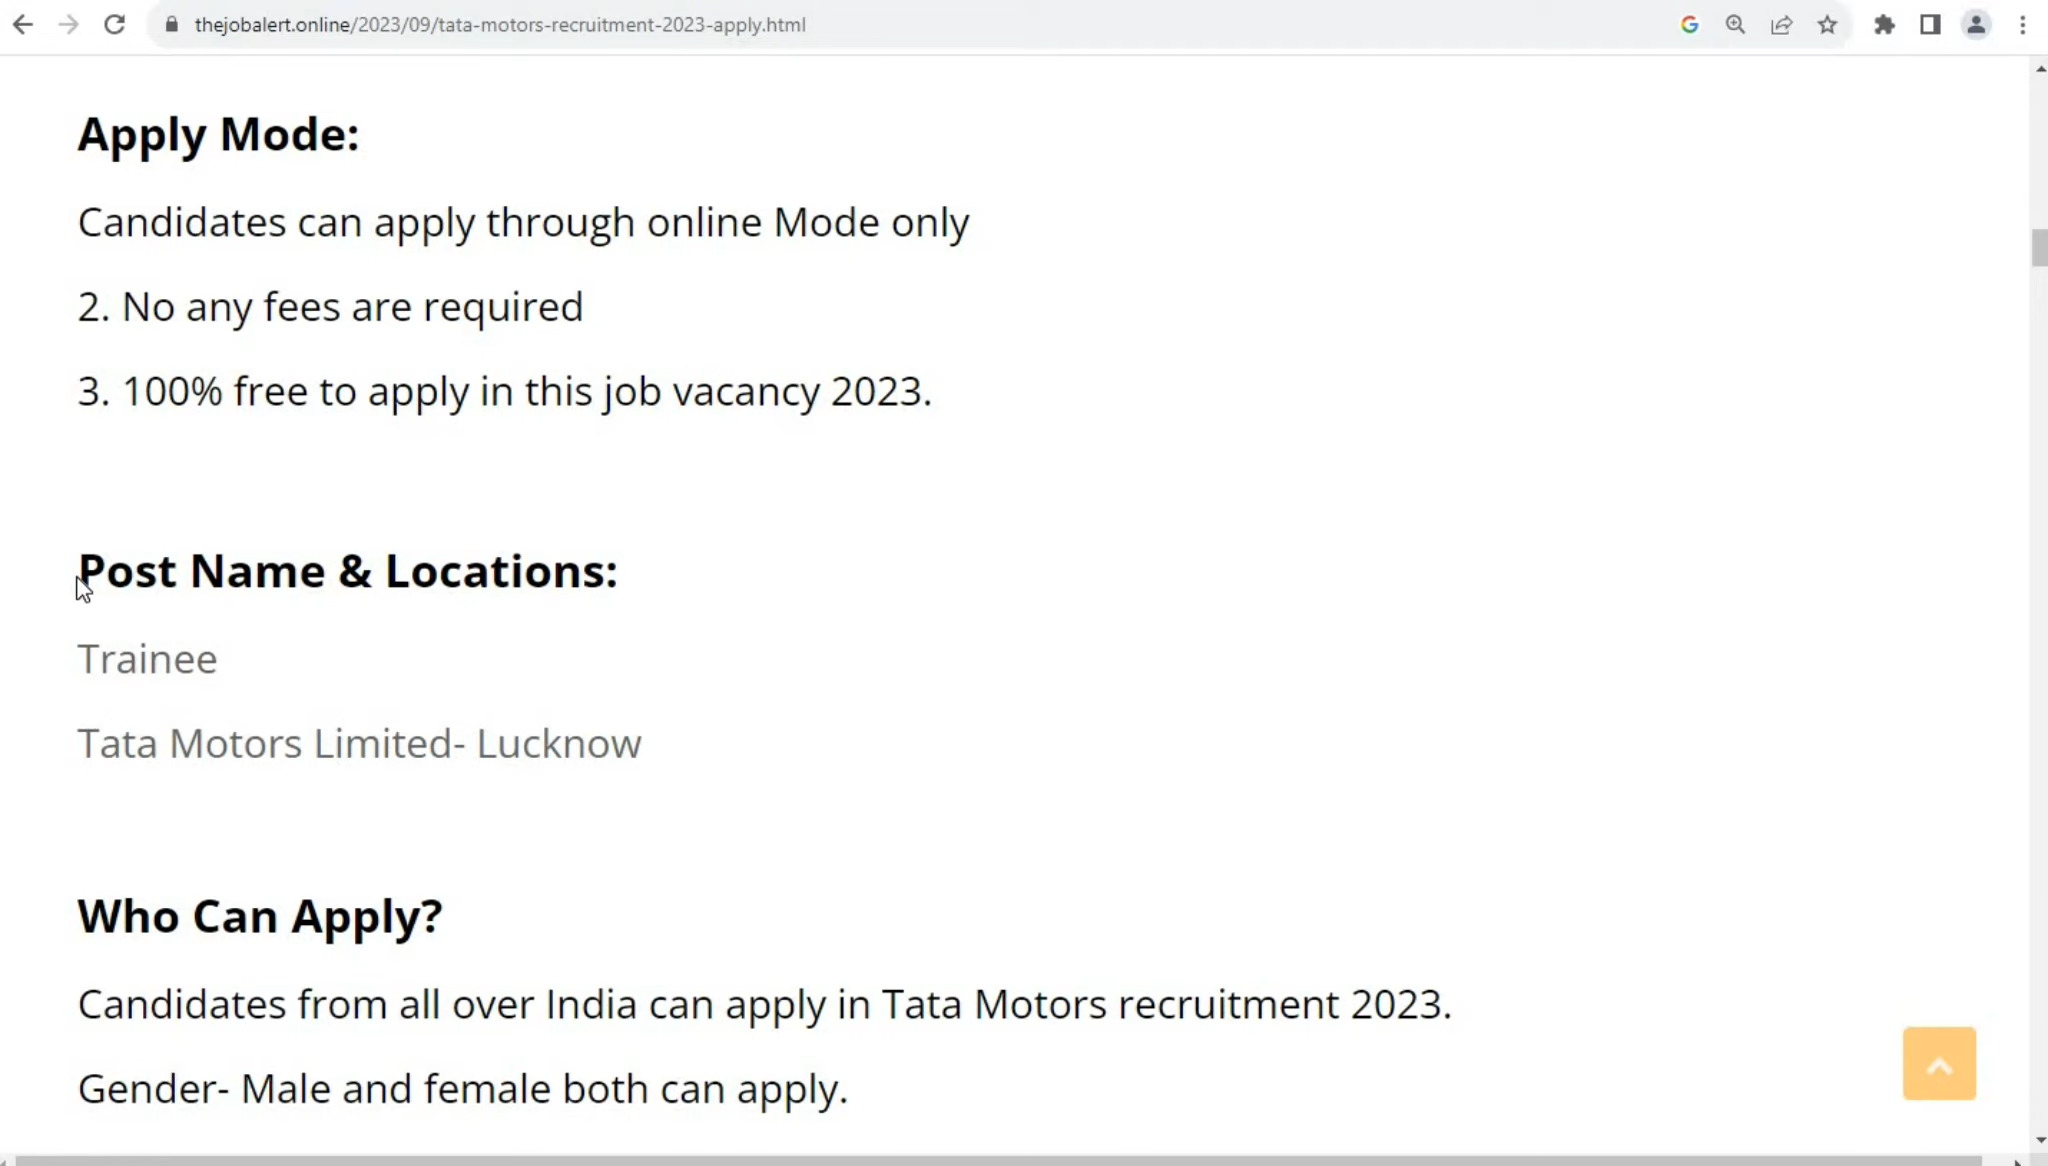 thejobalert.online/2023/09/tata-motors-recruitment-2023-apply.html
Apply Mode:
Candidates can apply through online Mode only
2. No any fees are required
3. 100% free to apply in this job vacancy 2023.
Post Name & Locations:
Trainee
Tata Motors Limited- Lucknow
Who Can Apply?
Candidates from all over India can apply in Tata Motors recruitment 2023.
Gender- Male and female both can apply.